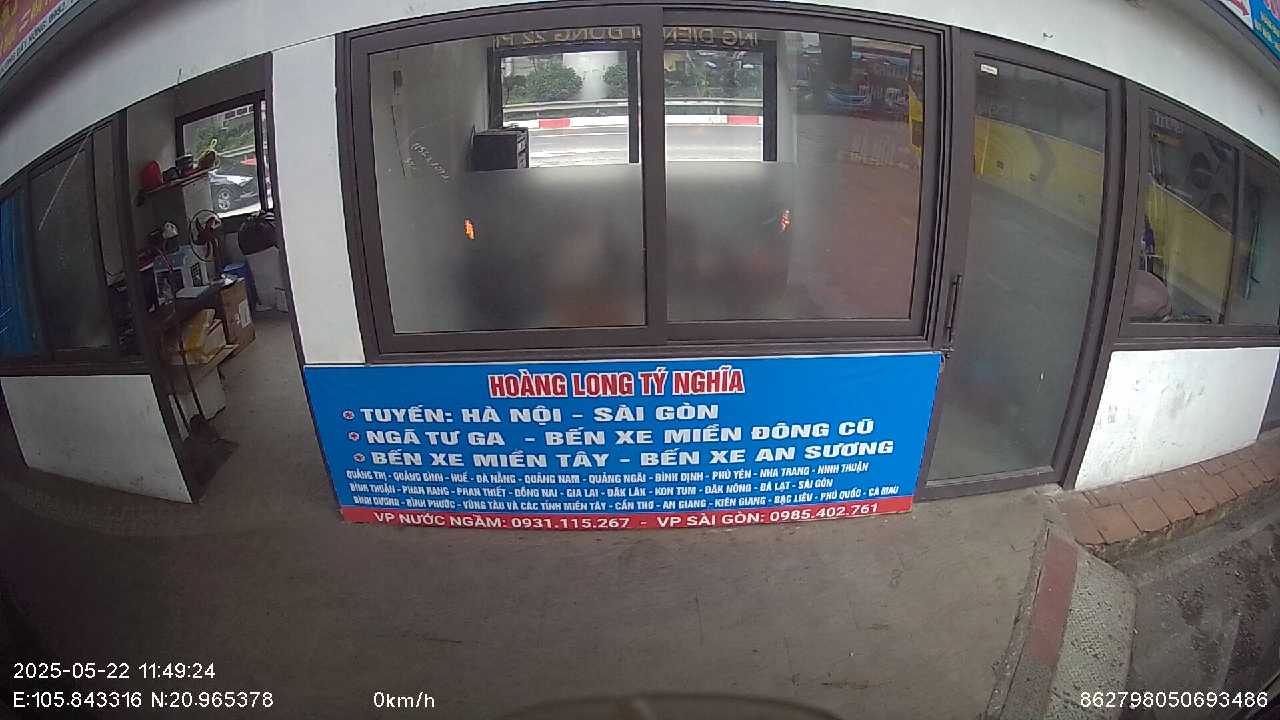 HOÀNG LONG TÝ NGHĨA
TUYẾN: HÀ NỘI - SÀI GÒN
NGÃ TƯ GA - BẾN XE MIỀN ĐÔNG CŨ
BẾN XE MIỀN TÂY - BẾN XE AN SƯƠNG
QUẢNG TRỊ - QUẢNG BÌNH - HUẾ - ĐÀ NẴNG - QUẢNG NAM - QUẢNG NGÃI - BÌNH ĐỊNH - PHÚ YÊN - NHA TRANG - NINH THUẬN
BÌNH THUẬN - PHAN RANG - PHAN THIẾT - ĐỒNG NAI - GIA LAI - ĐĂK LĂK - KON TUM - ĐĂK NÔNG - ĐÀ LẠT - SÀI GÒN
BÌNH DƯƠNG - BÌNH PHƯỚC - VŨNG TÀU VÀ CÁC TỈNH MIỀN TÂY - CẦN THƠ - AN GIANG - KIÊN GIANG - BẠC LIÊU - PHÚ QUỐC - CÀ MAU
VP NƯỚC NGẦM: 0931.115.267 - VP SÀI GÒN: 0985.402.761
2025-05-22 11:49:24
E:105.843316 N:20.965378 0km/h 862798050693486